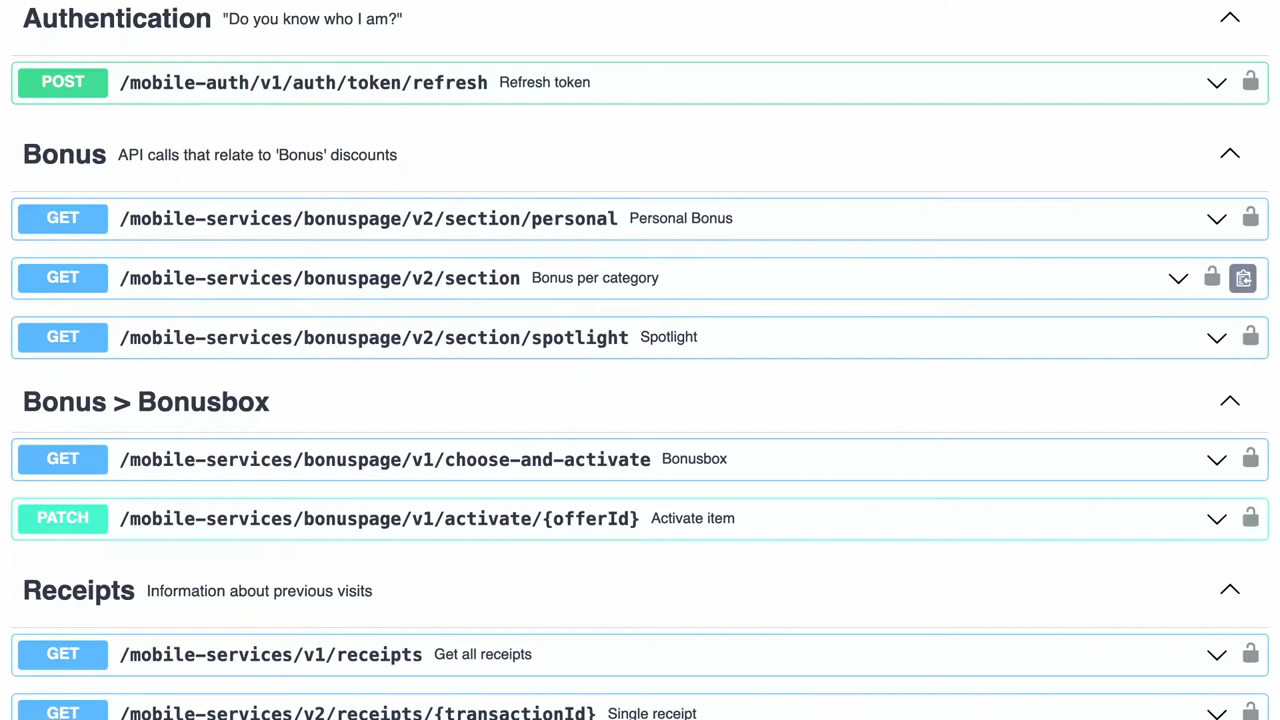 Authentication "Do you know who I am?"
POST /mobile-auth/v1/auth/token/refresh Refresh token
Bonus API calls that relate to 'Bonus' discounts
GET /mobile-services/bonuspage/v2/section/personal Personal Bonus
GET /mobile-services/bonuspage/v2/section Bonus per category
GET /mobile-services/bonuspage/v2/section/spotlight Spotlight
Bonus > Bonusbox
GET /mobile-services/bonuspage/v1/choose-and-activate Bonusbox
PATCH /mobile-services/bonuspage/v1/activate/{offerId} Activate item
Receipts Information about previous visits
GET /mobile-services/v1/receipts Get all receipts
GET /mobile-services/v2/receipts/{transactionId} Single receipt